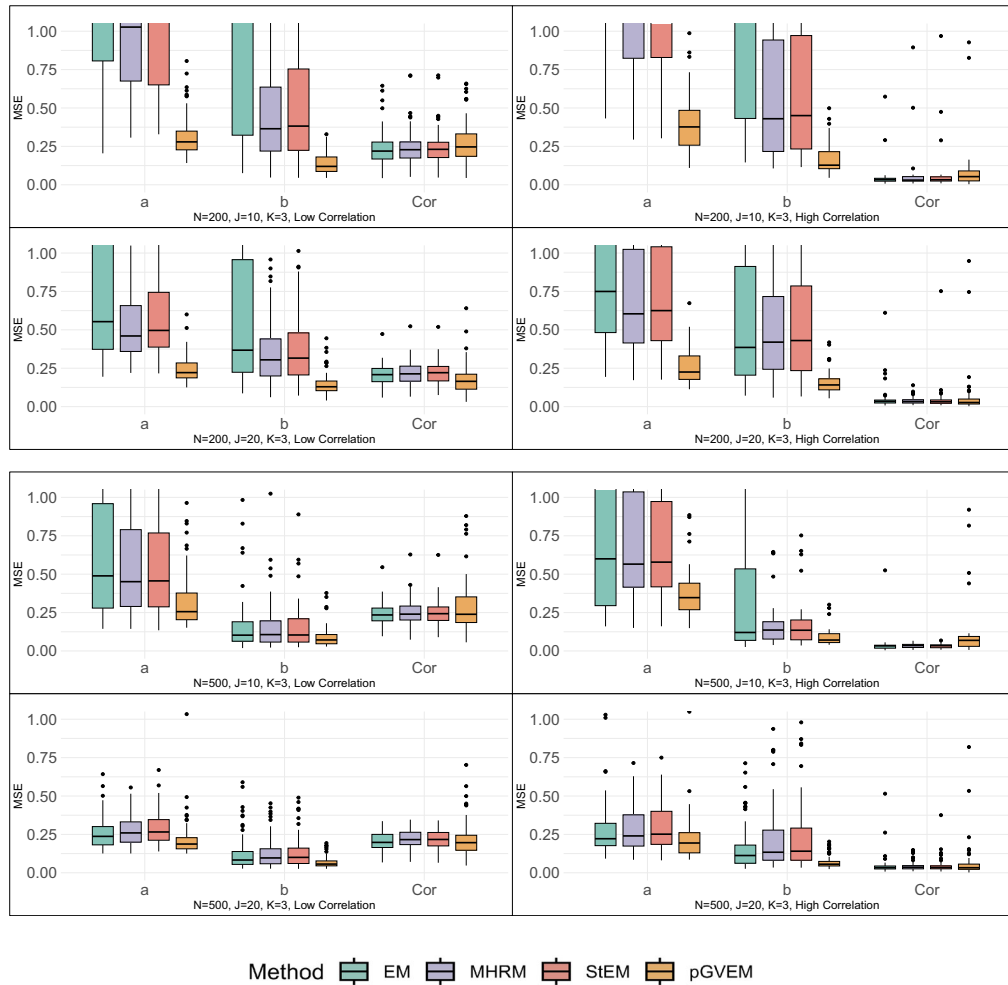 1.00
0.75
0.50
0.25
0.00
MSE
a b Cor
N=200, J=10, K=3, Low Correlation
1.00
0.75
0.50
0.25
0.00
MSE
a b Cor
N=200, J=10, K=3, High Correlation
1.00
0.75
0.50
0.25
0.00
MSE
a b Cor
N=200, J=20, K=3, Low Correlation
1.00
0.75
0.50
0.25
0.00
MSE
a b Cor
N=200, J=20, K=3, High Correlation
1.00
0.75
0.50
0.25
0.00
MSE
a b Cor
N=500, J=10, K=3, Low Correlation
1.00
0.75
0.50
0.25
0.00
MSE
a b Cor
N=500, J=10, K=3, High Correlation
1.00
0.75
0.50
0.25
0.00
MSE
a b Cor
N=500, J=20, K=3, Low Correlation
1.00
0.75
0.50
0.25
0.00
MSE
a b Cor
N=500, J=20, K=3, High Correlation
Method EM MHRM StEM pGVEM